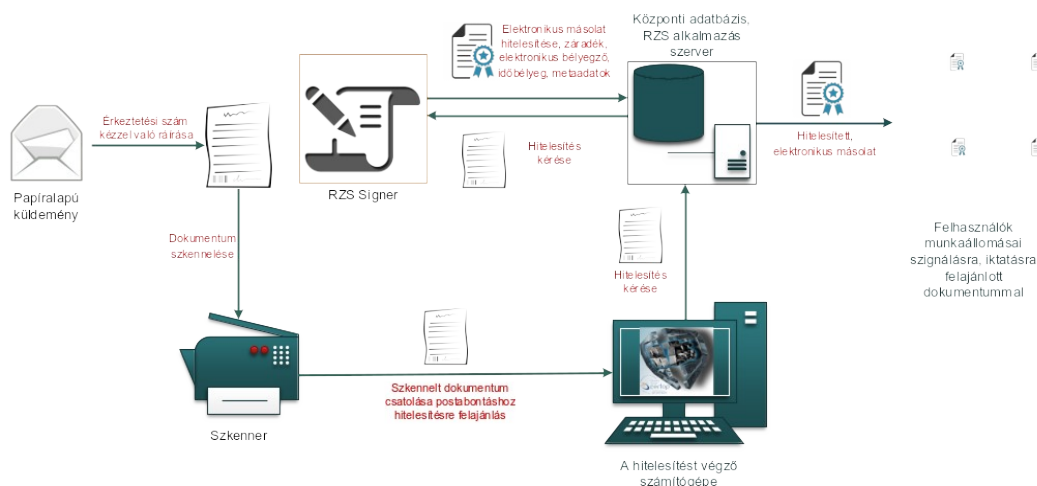 Elektronikus másolat
hitelesítése, záradék,
elektronikus bélyegző,
időbélyeg, metaadatok
Központi adatbázis,
RZS alkalmazás
szerver
Érkeztetési szám
kézzel való ráírása
Hitelesítés
kérése
Hitelesített,
elektronikus másolat
Papíralapú
küldemény
RZS Signer
Dokumentum
szkennelése
Hitelesítés
kérése
Felhasználók
munkaállomásai
szignálásra, iktatásra
felajánlott
dokumentummal
Szkennelt dokumentum
csatolása postabontáshoz
hitelesítésre felajánlás
Szkenner
A hitelesítést végző
számítógépe